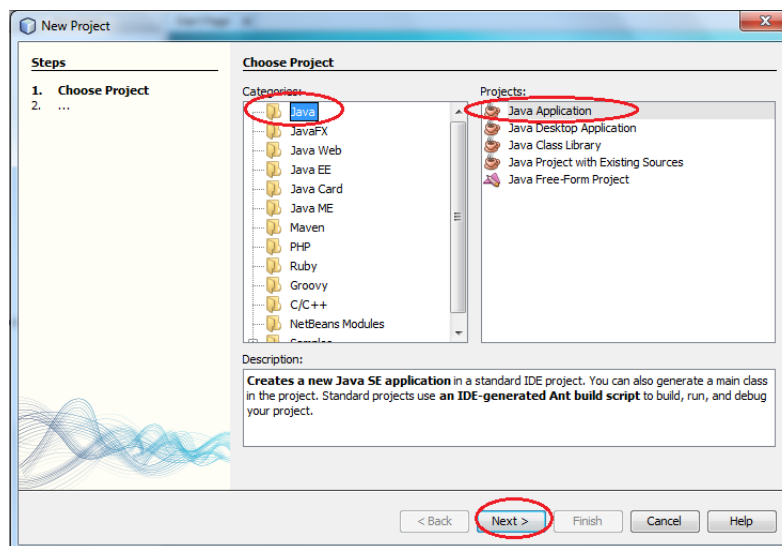 New Project
Steps
1. Choose Project
2. ...
Choose Project
Categories:
Java
JavaFX
Java Web
Java EE
Java Card
Java ME
Maven
PHP
Ruby
Groovy
C/C++
NetBeans Modules
Samples
Projects:
Java Application
Java Desktop Application
Java Class Library
Java Project with Existing Sources
Java Free-Form Project
Description:
Creates a new Java SE application in a standard IDE project. You can also generate a main class
in the project. Standard projects use an IDE-generated Ant build script to build, run, and debug
your project.
< Back
Next >
Finish
Cancel
Help